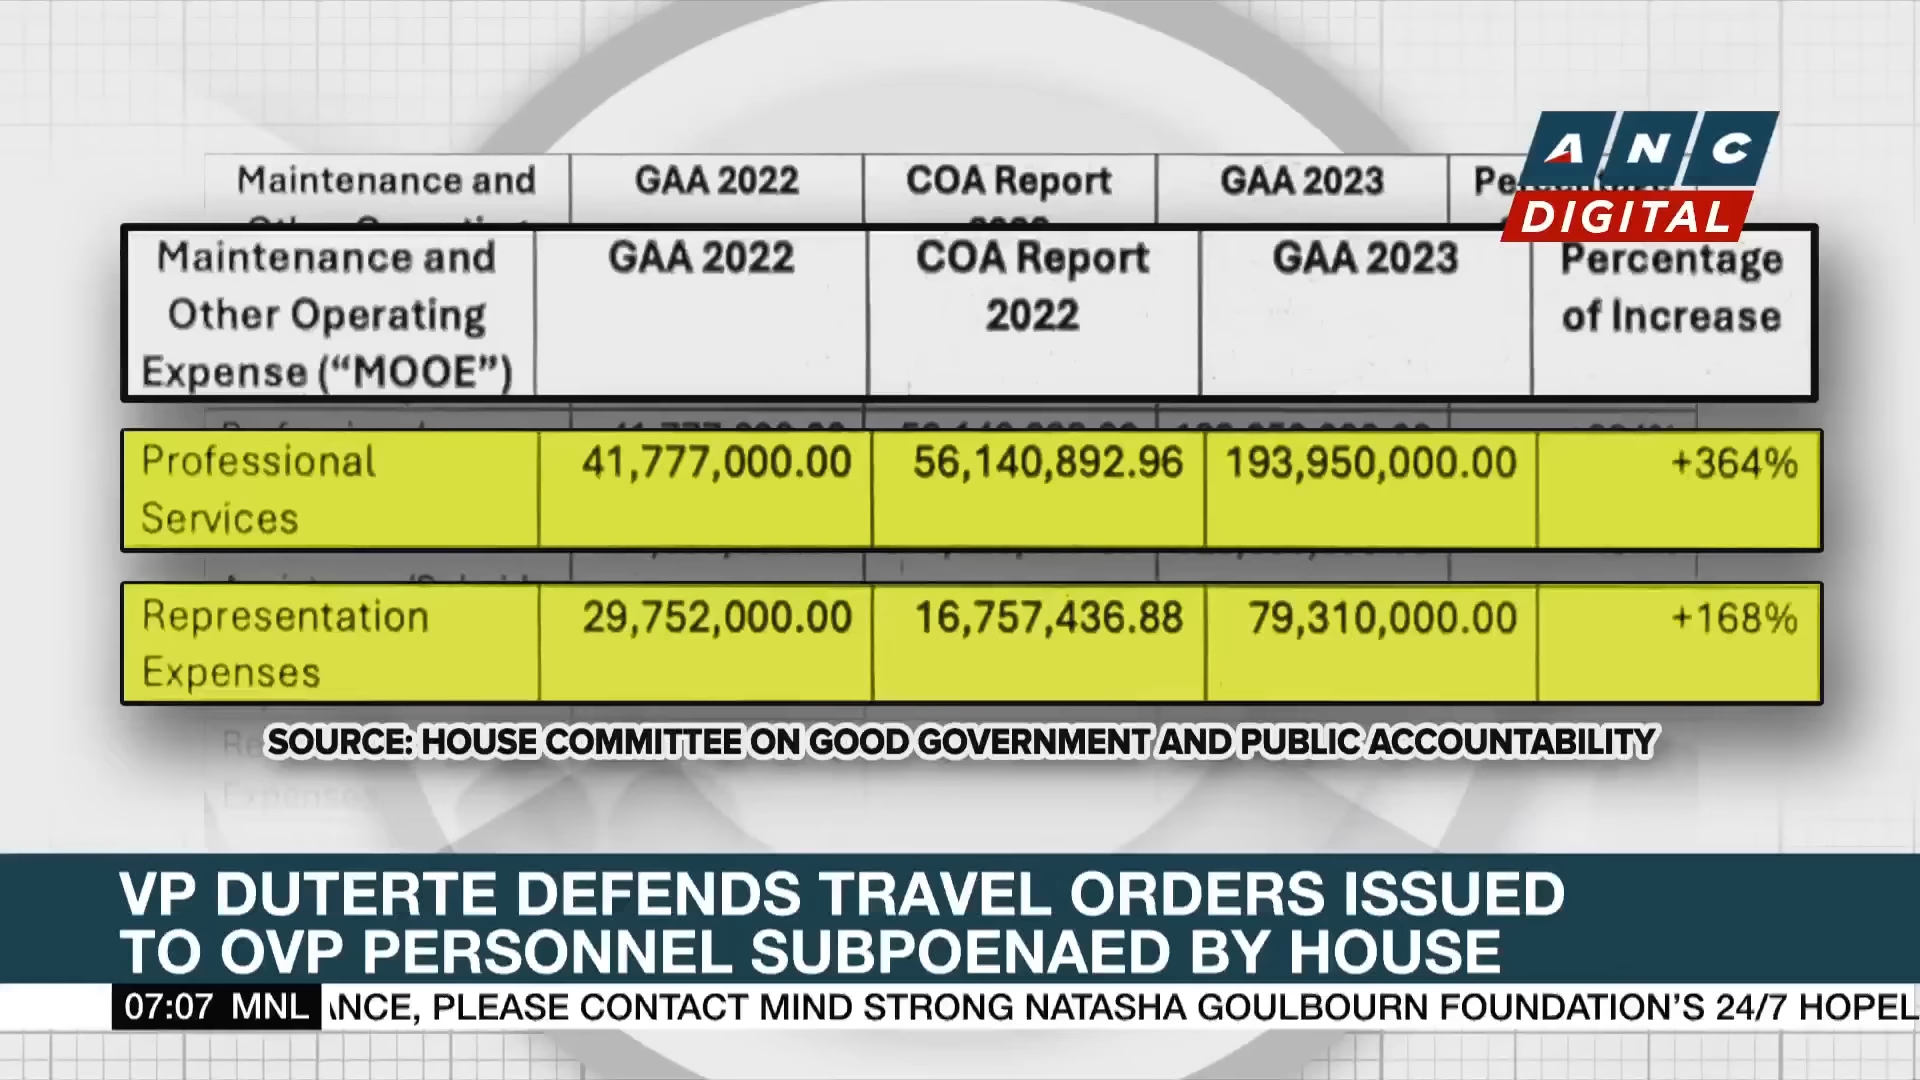 ANC
DIGITAL
Maintenance and
GAA 2022
COA Report
GAA 2023
Maintenance and
Other Operating
Expense (“MOOE”)
GAA 2022
COA Report
2022
GAA 2023
Percentage
of Increase
Professional
Services
41,777,000.00
56,140,892.96
193,950,000.00
+364%
Representation
Expenses
29,752,000.00
16,757,436.88
79,310,000.00
+168%
SOURCE: HOUSE COMMITTEE ON GOOD GOVERNMENT AND PUBLIC ACCOUNTABILITY
VP DUTERTE DEFENDS TRAVEL ORDERS ISSUED
TO OVP PERSONNEL SUBPOENAED BY HOUSE
07:07 MNL
NCE, PLEASE CONTACT MIND STRONG NATASHA GOULBOURN FOUNDATION’S 24/7 HOPEL